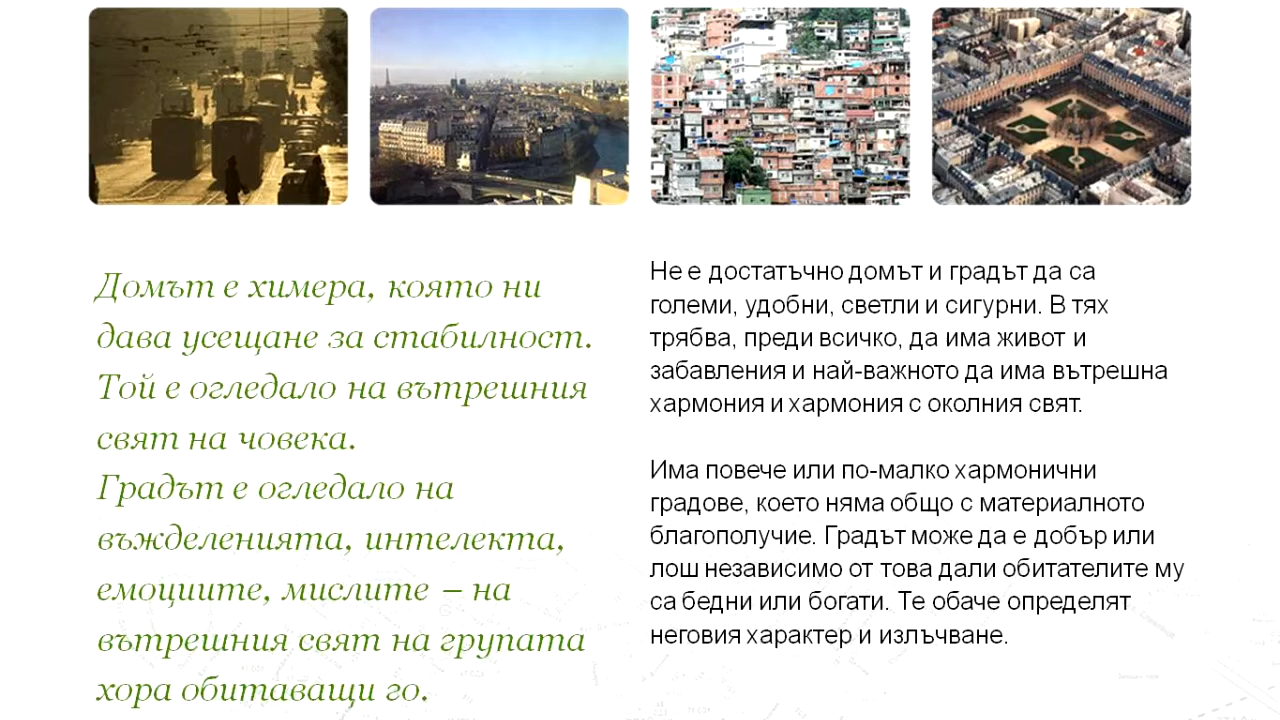 Домът е химера, която ни
дава усещане за стабилност.
Той е огледало на вътрешния
свят на човека.
Градът е огледало на
въжделенията, интелекта,
емоциите, мислите – на
вътрешния свят на групата
хора обитаващи го.
Не е достатъчно домът и градът да са
големи, удобни, светли и сигурни. В тях
трябва, преди всичко, да има живот и
забавления и най-важното да има вътрешна
хармония и хармония с околния свят.
Има повече или по-малко хармонични
градове, което няма общо с материалното
благополучие. Градът може да е добър или
лош независимо от това дали обитателите му
са бедни или богати. Те обаче определят
неговия характер и излъчване.